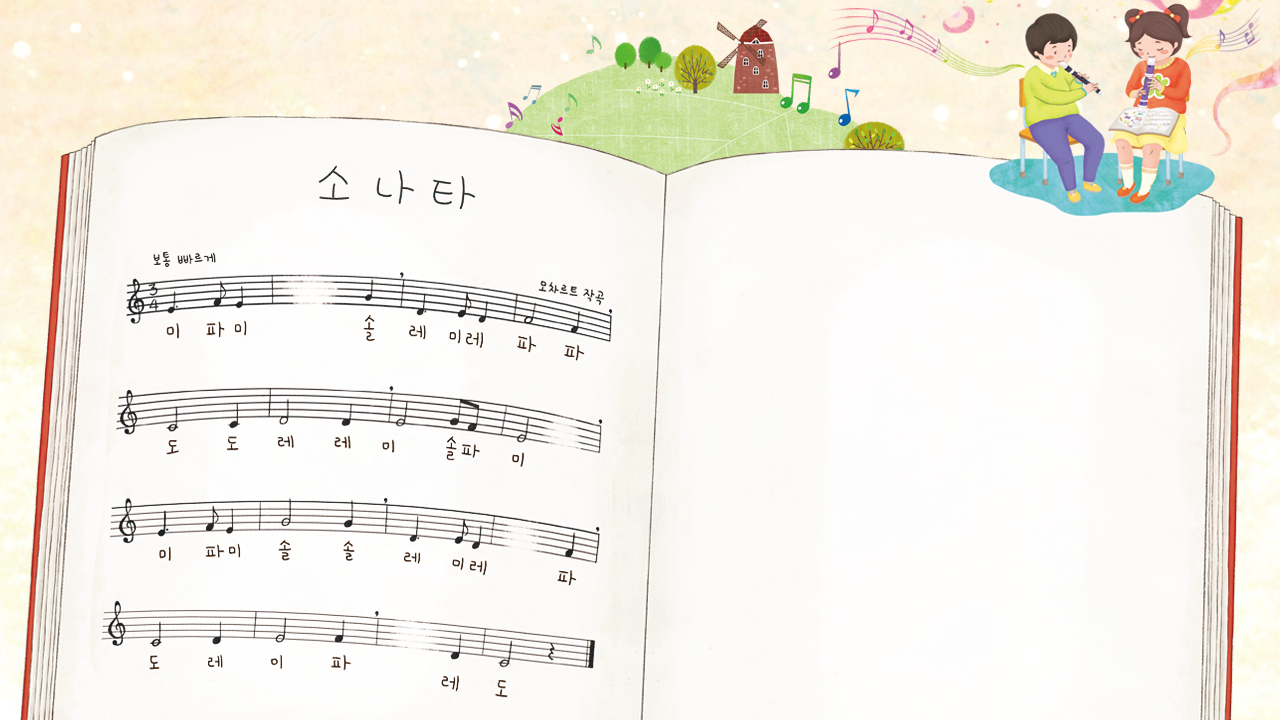 소 나 타
보통 빠르게
모차르트 작곡
3
4
미 파 미 솔 레 미 레 파 파
도 도 레 레 미 솔 파 미
미 파 미 솔 솔 레 미 레 파
도 레 미 파 레 도